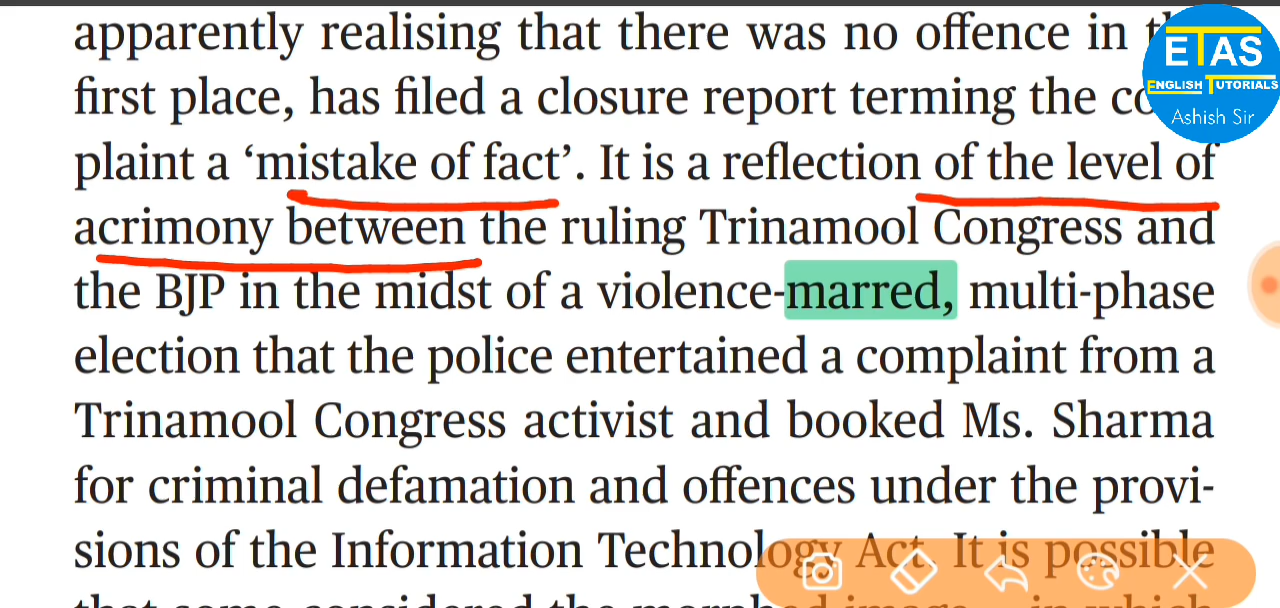 apparently realising that there was no offence in
first place, has filed a closure report terming the
plaint a ‘mistake of fact’. It is a reflection of the level of
acrimony between the ruling Trinamool Congress and
the BJP in the midst of a violence-marred, multi-phase
election that the police entertained a complaint from a
Trinamool Congress activist and booked Ms. Sharma
for criminal defamation and offences under the provi-
sions of the Information Technology Act. It is possible
ETAS
ENGLISH TUTORIALS
Ashish Sir